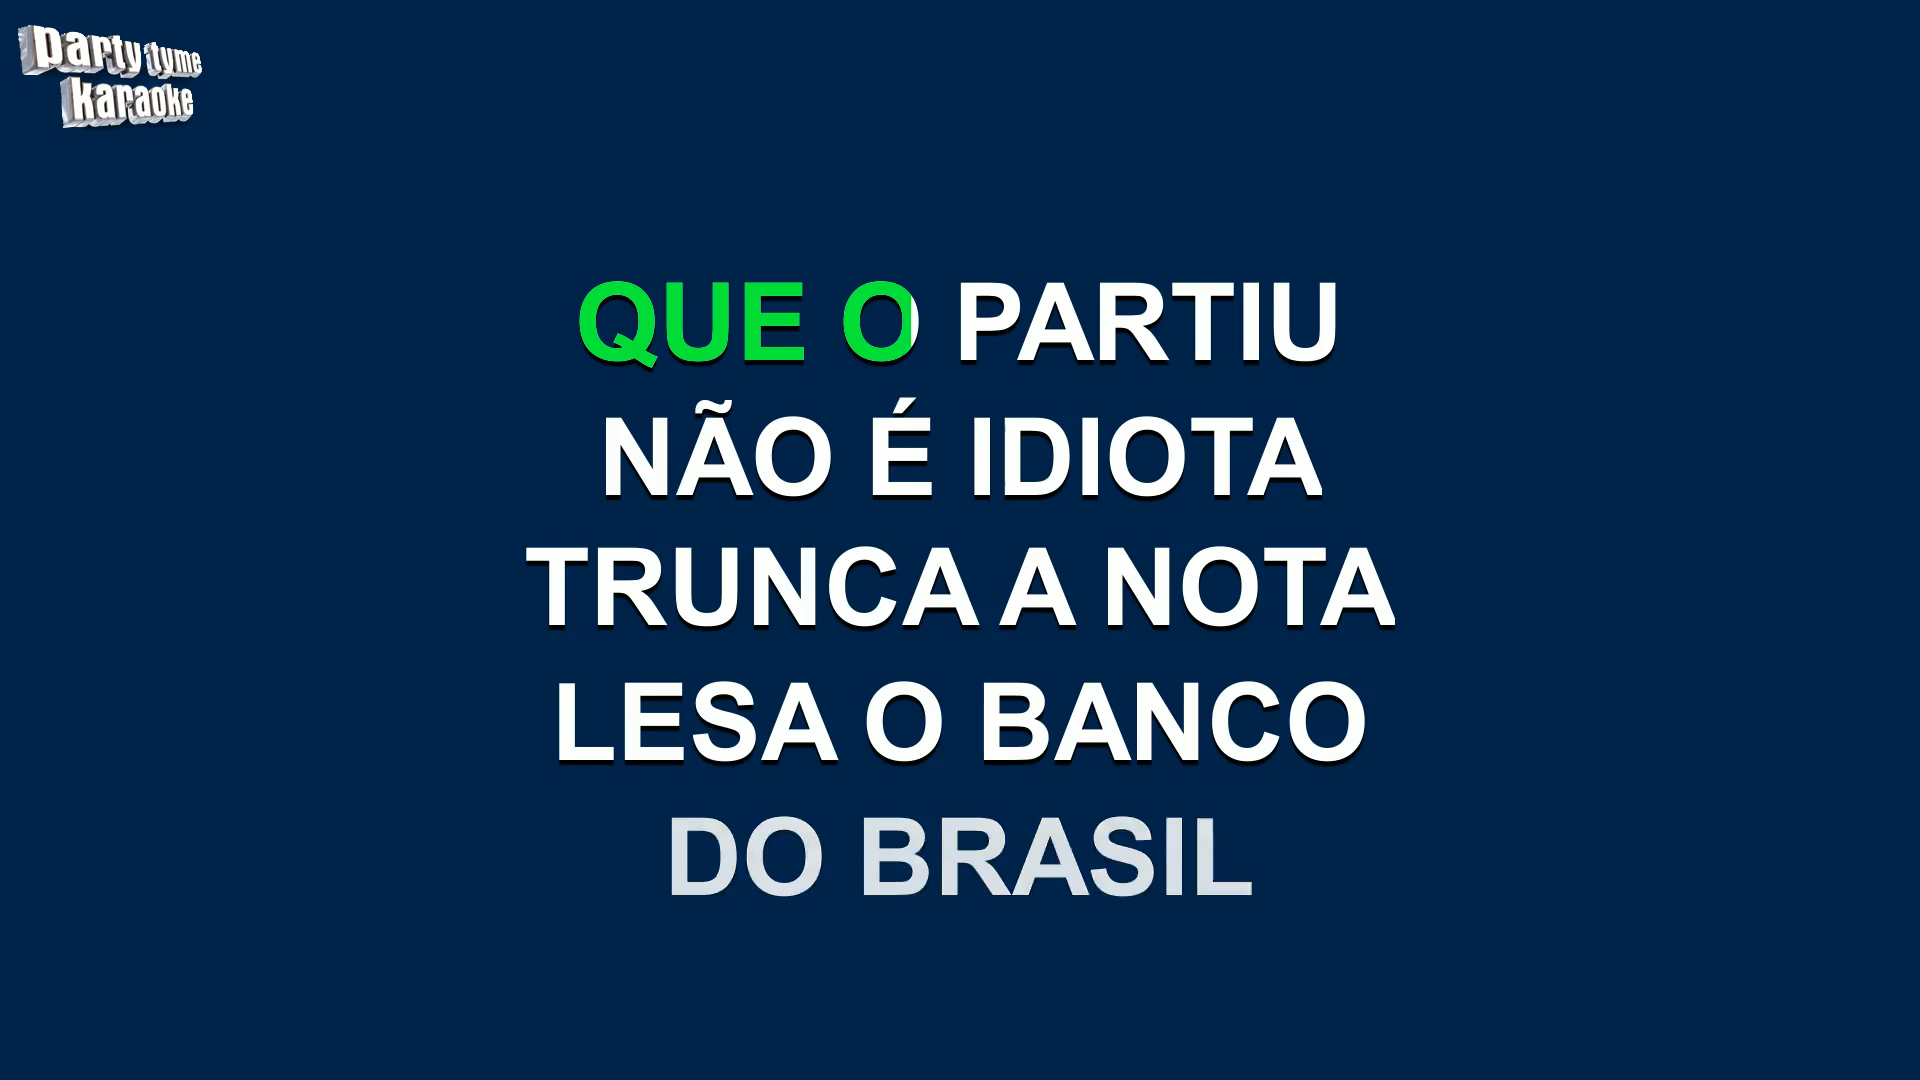 party tyme
karaoke
QUE O PARTIU
NÃO É IDIOTA
TRUNCA A NOTA
LESA O BANCO
DO BRASIL